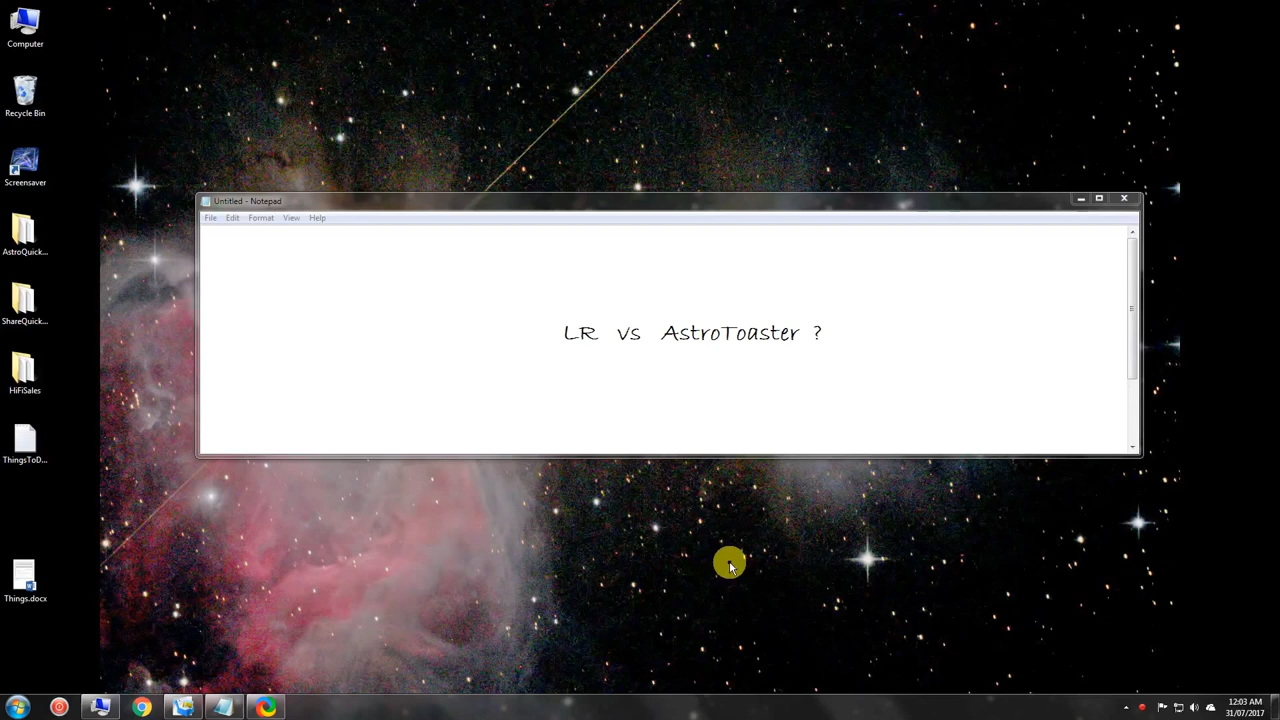 Computer
Recycle Bin
Screensaver
AstroQuick...
ShareQuick...
HiFiSales
ThingsToD...
Things.docx
Untitled - Notepad
File Edit Format View Help
LR vs AstroToaster ?
12:03 AM
31/07/2017